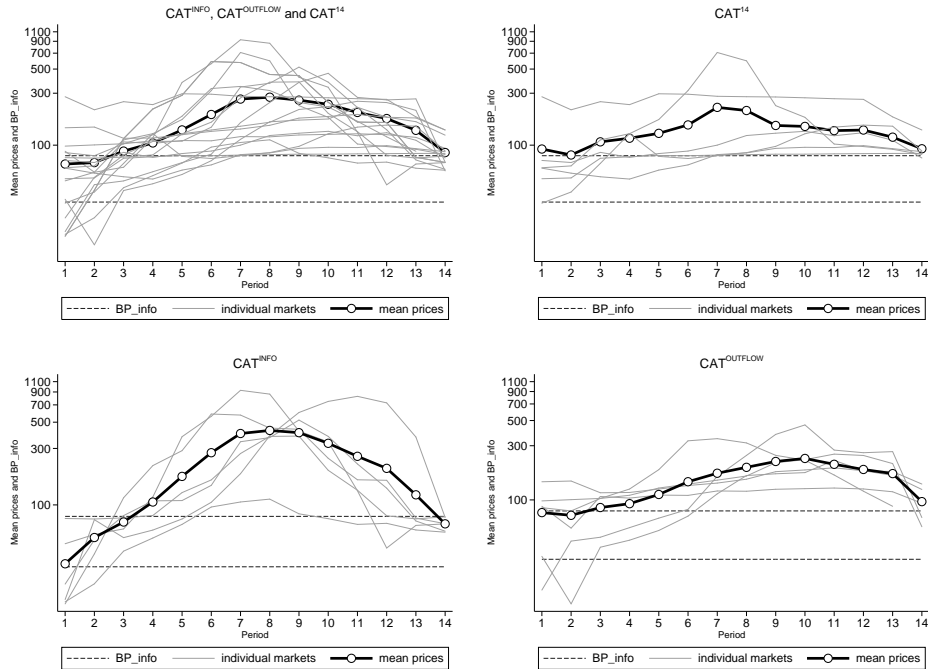 CAT^INFO, CAT^OUTFLOW and CAT^14
Mean prices and BP_info
1100
900
700
500
300
100
1 2 3 4 5 6 7 8 9 10 11 12 13 14
Period
BP_info individual markets mean prices
CAT^14
Mean prices and BP_info
1100
900
700
500
300
100
1 2 3 4 5 6 7 8 9 10 11 12 13 14
Period
BP_info individual markets mean prices
CAT^INFO
Mean prices and BP_info
1100
900
700
500
300
100
1 2 3 4 5 6 7 8 9 10 11 12 13 14
Period
BP_info individual markets mean prices
CAT^OUTFLOW
Mean prices and BP_info
1100
900
700
500
300
100
1 2 3 4 5 6 7 8 9 10 11 12 13 14
Period
BP_info individual markets mean prices